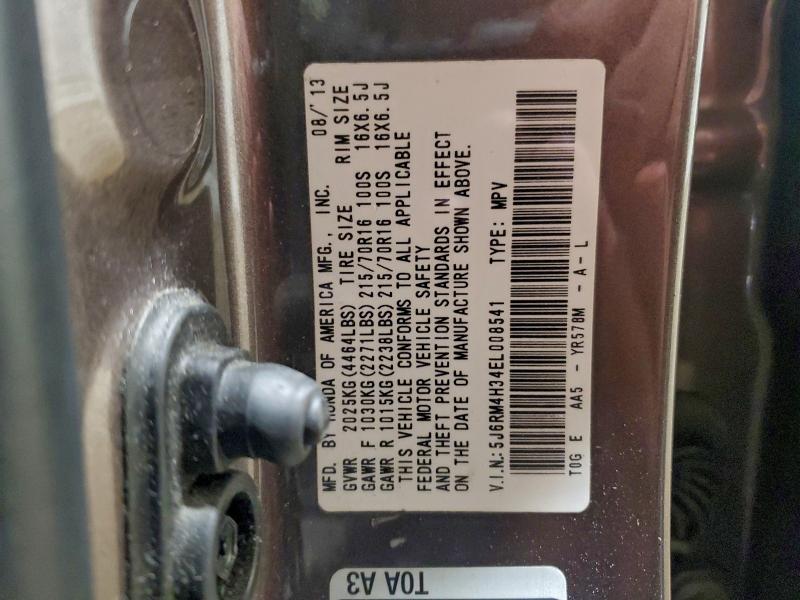 MFD. BY HONDA OF AMERICA MFG., INC. 08/'13
GVWR 2026KG(4464LBS) TIRE SIZE RIM SIZE
GAWR F 1030KG(2271LBS) 215/70R16 100S 16X6.5J
GAWR R 1015KG(2238LBS) 215/70R16 100S 16X6.5J
THIS VEHICLE CONFORMS TO ALL APPLICABLE
FEDERAL MOTOR VEHICLE SAFETY
AND THEFT PREVENTION STANDARDS IN EFFECT
ON THE DATE OF MANUFACTURE SHOWN ABOVE.
V.I.N.: 5J6RM4H34EL008541 TYPE: MPV
T0G E AA5 - YR578M - A - L
T0A A3